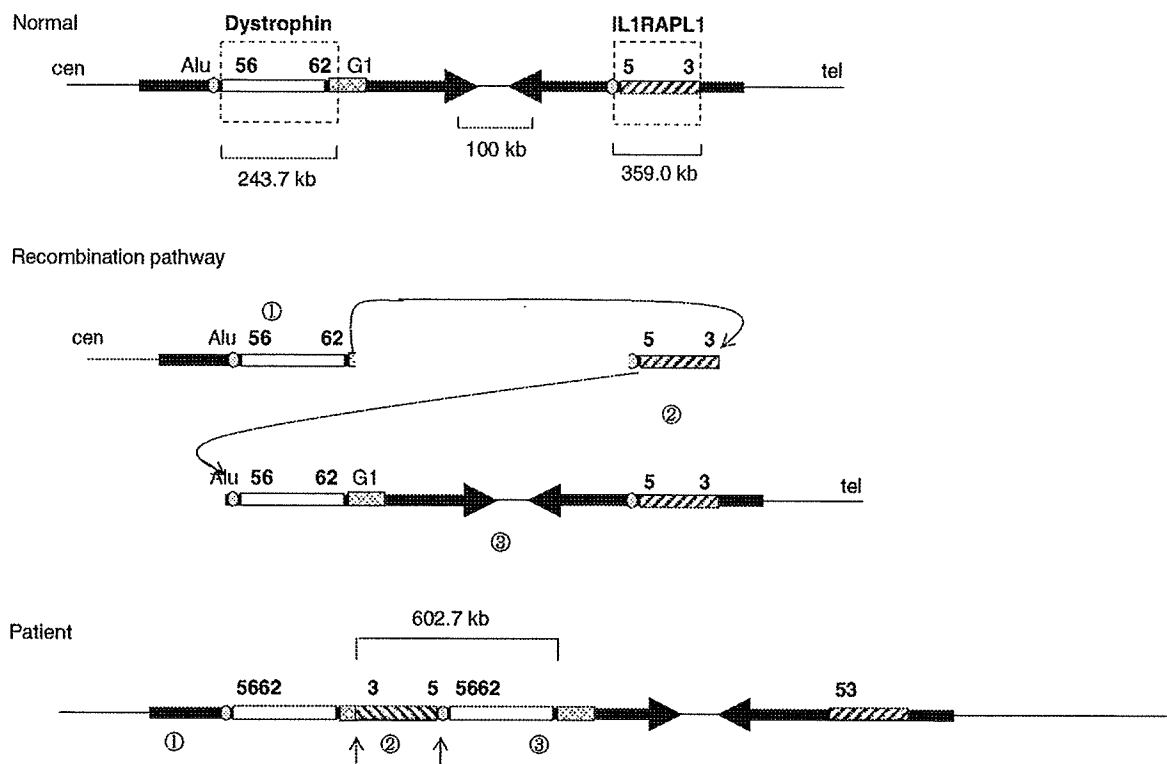 Normal
Dystrophin
IL1RAPL1
cen Alu 56 62 G1 5 3 tel
100 kb
243.7 kb
359.0 kb
Recombination pathway
①
cen Alu 56 62 5 3
②
Alu 56 62 G1 5 3 tel
③
602.7 kb
Patient
5662 3 5 5662 53
① ② ③